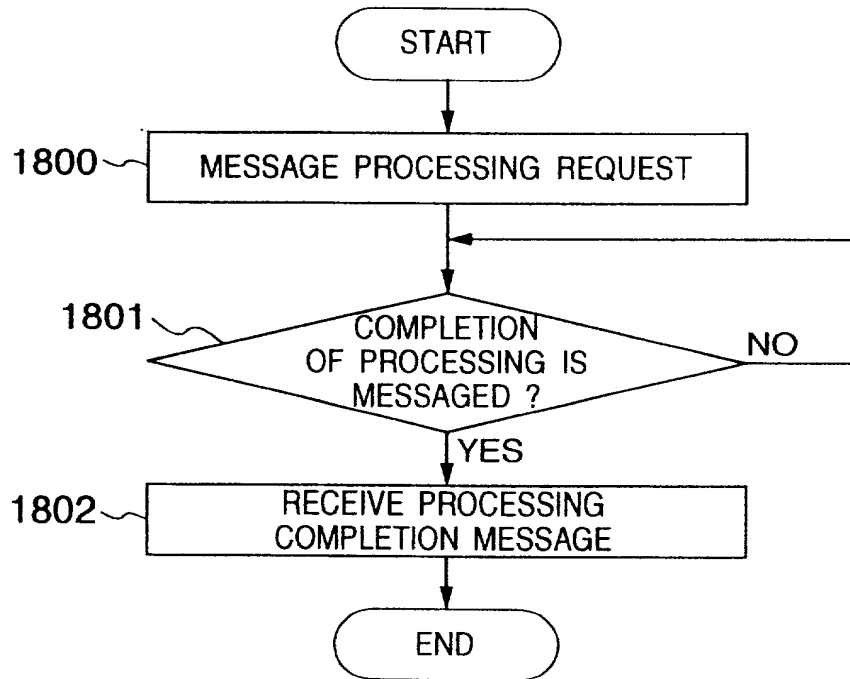 START
1800
MESSAGE PROCESSING REQUEST
1801
COMPLETION
OF PROCESSING IS
MESSAGED ?
NO
YES
1802
RECEIVE PROCESSING
COMPLETION MESSAGE
END